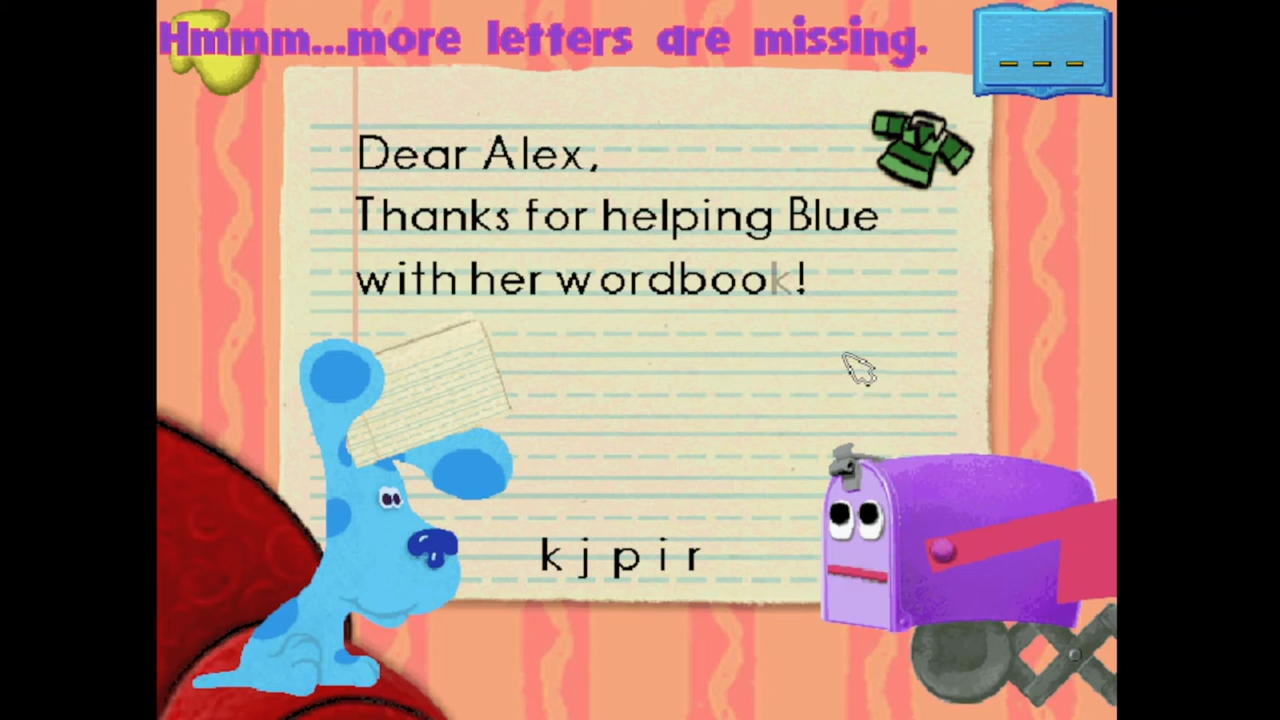 Hmmm...more letters are missing.
Dear Alex,
Thanks for helping Blue
with her wordbook!
k j p i r